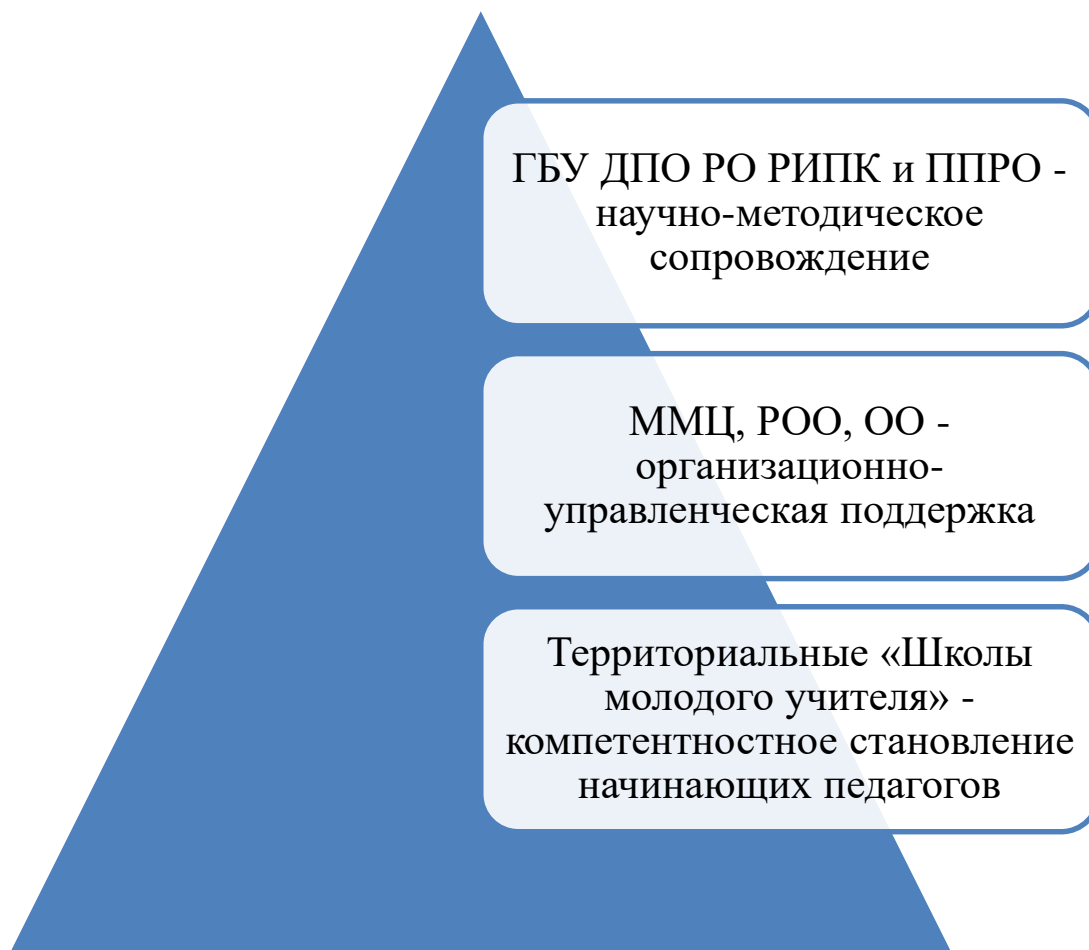 ГБУ ДПО РО РИПК и ППРО -
научно-методическое
сопровождение
ММЦ, РОО, ОО -
организационно-
управленческая поддержка
Территориальные «Школы
молодого учителя» -
компетентностное становление
начинающих педагогов